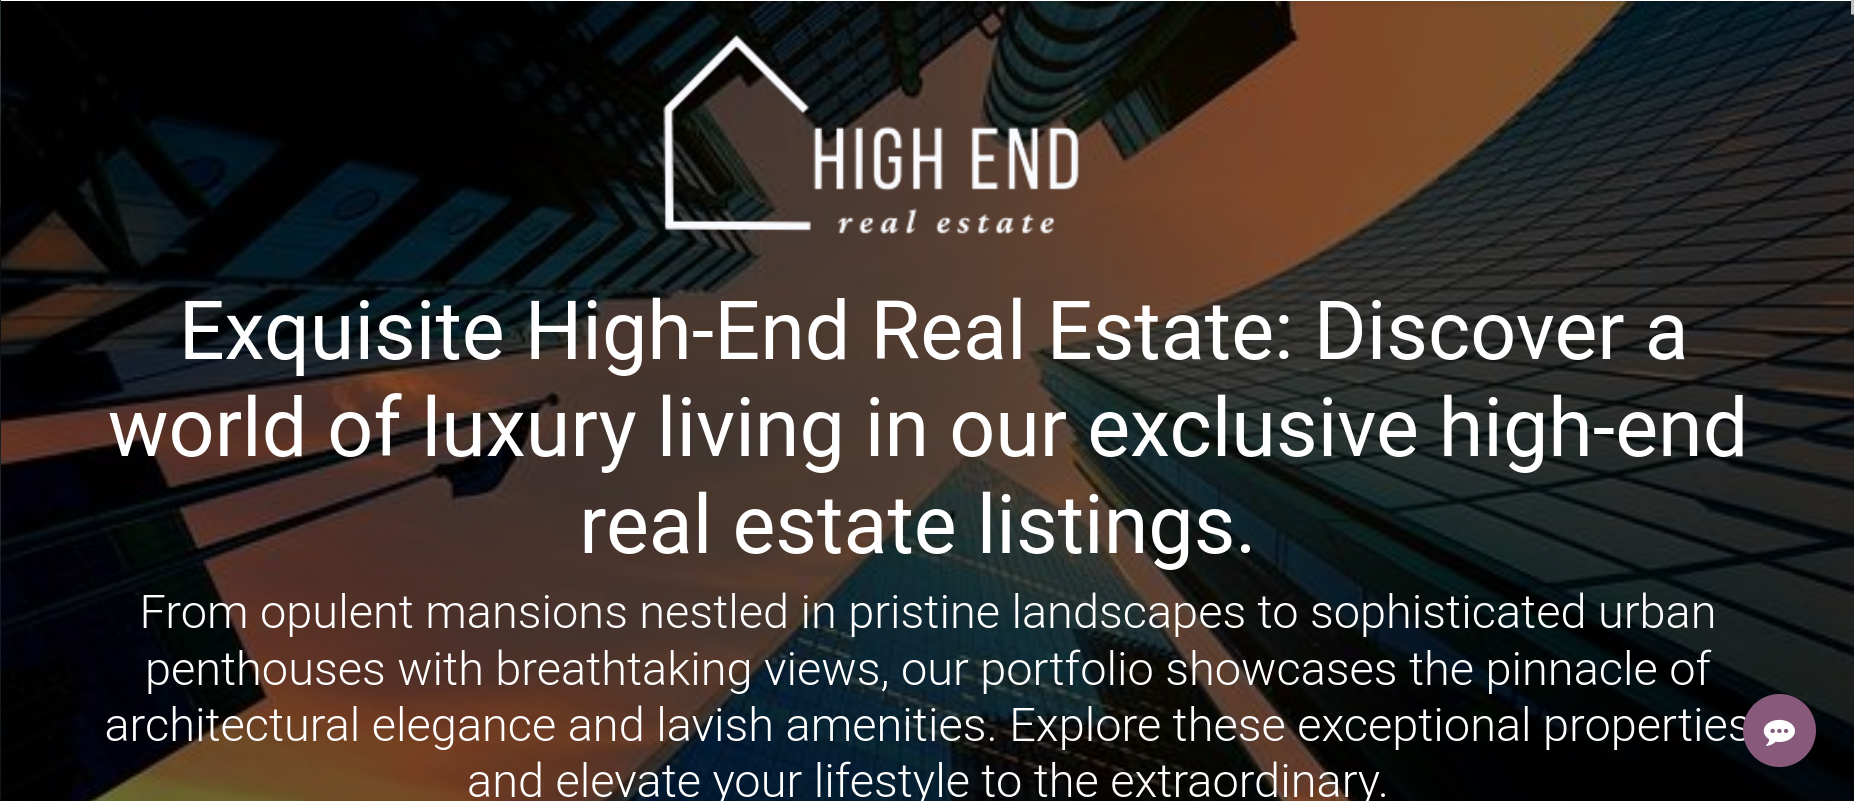 HIGH END
real estate
Exquisite High-End Real Estate: Discover a
world of luxury living in our exclusive high-end
real estate listings.
From opulent mansions nestled in pristine landscapes to sophisticated urban
penthouses with breathtaking views, our portfolio showcases the pinnacle of
architectural elegance and lavish amenities. Explore these exceptional properties
and elevate your lifestyle to the extraordinary.